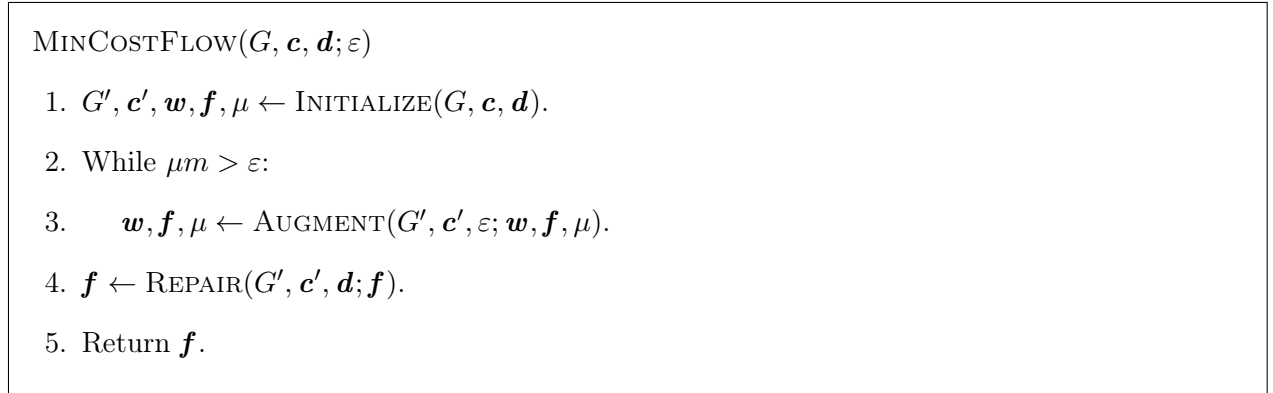 MINCOSTFLOW(G, c, d; ε)
1. G′, c′, w, f, μ ← INITIALIZE(G, c, d).
2. While μm > ε:
3. w, f, μ ← AUGMENT(G′, c′, ε; w, f, μ).
4. f ← REPAIR(G′, c′, d; f).
5. Return f.